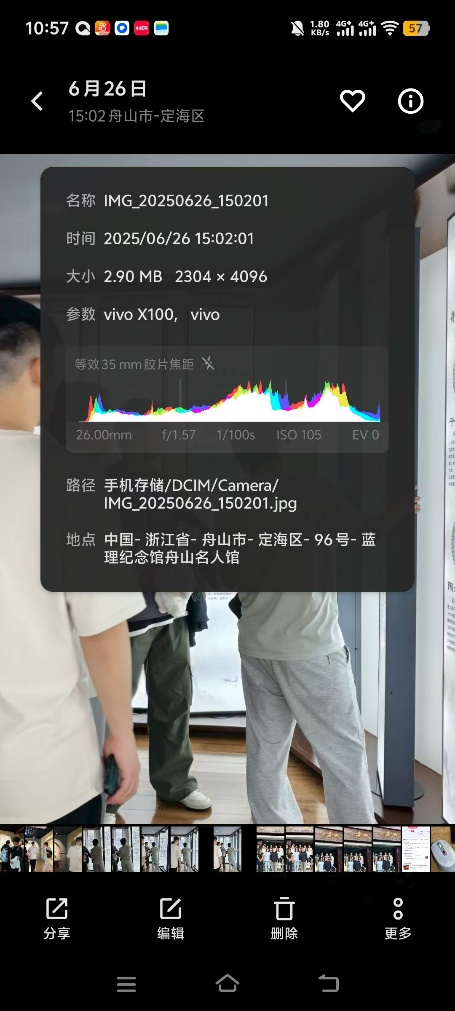 10:57
1.80 KB/s 4G+ 4G+ 57
6月26日
15:02 舟山市-定海区
名称 IMG_20250626_150201
时间 2025/06/26 15:02:01
大小 2.90 MB 2304 × 4096
参数 vivo X100, vivo
等效35 mm胶片焦距
26.00mm f/1.57 1/100s ISO 105 EV 0
路径 手机存储/DCIM/Camera/
IMG_20250626_150201.jpg
地点 中国- 浙江省- 舟山市- 定海区- 96号- 蓝
理纪念馆舟山名人馆
分享 编辑 删除 更多